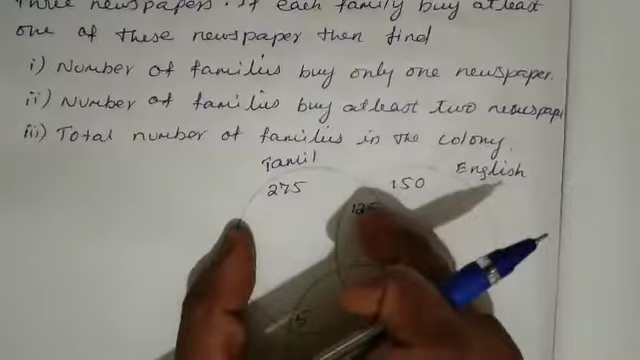 three newspapers. If each family buy atleast
one of these newspaper then find
i) Number of families buy only one newspaper.
ii) Number of families buy atleast two newspap
iii) Total number of families in the colony.
Tamil
English
275
150